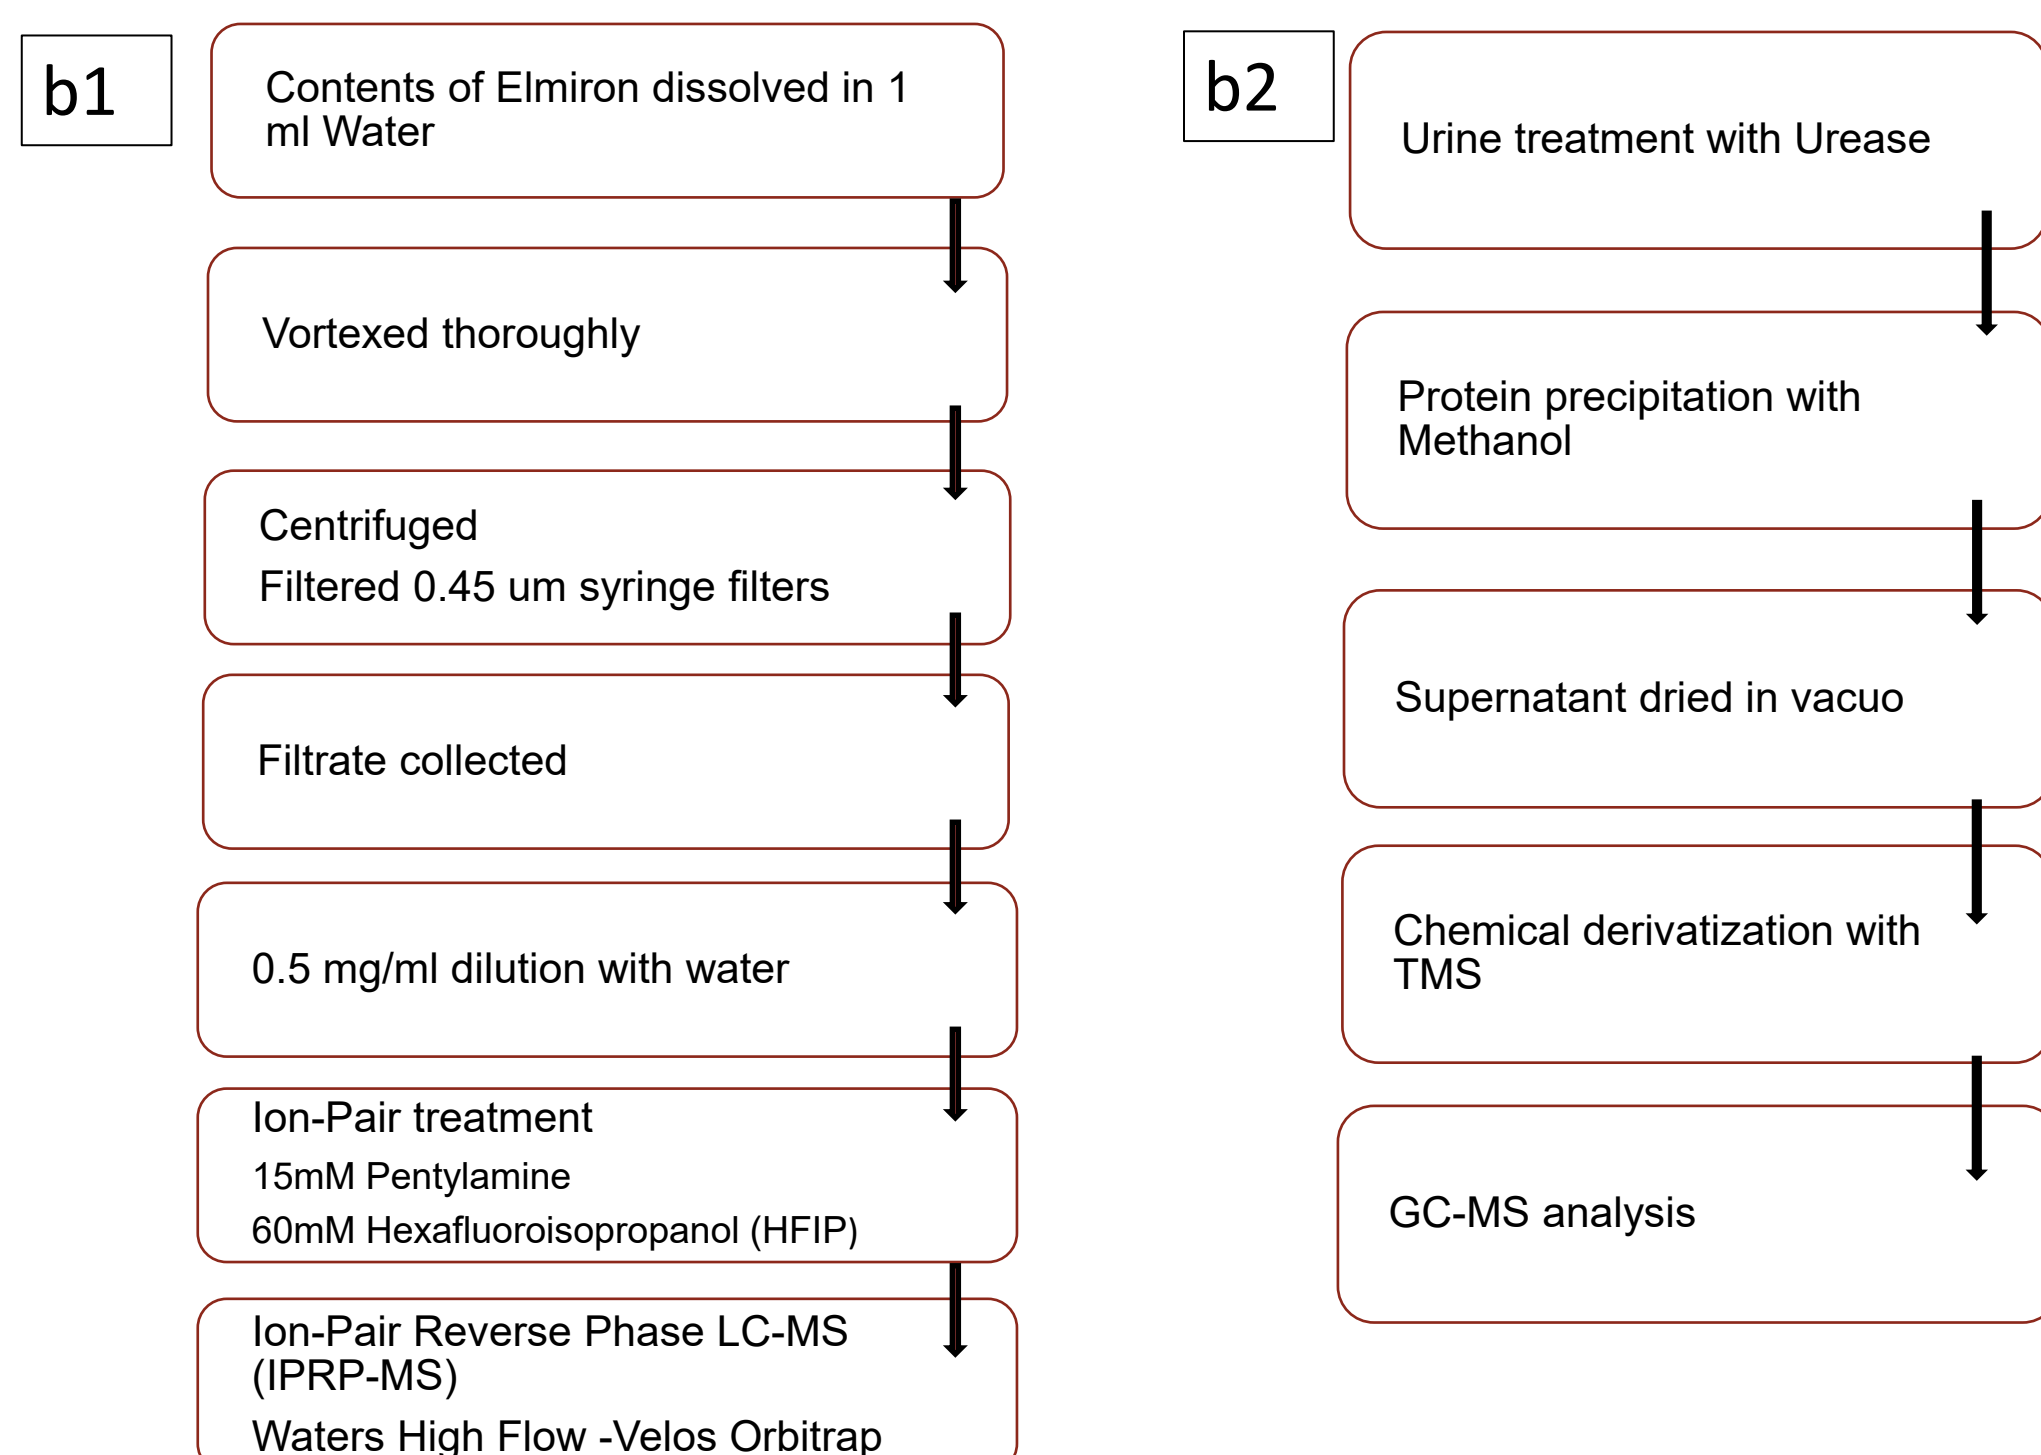 b1
Contents of Elmiron dissolved in 1
ml Water
Vortexed thoroughly
Centrifuged
Filtered 0.45 um syringe filters
Filtrate collected
0.5 mg/ml dilution with water
Ion-Pair treatment
15mM Pentylamine
60mM Hexafluoroisopropanol (HFIP)
Ion-Pair Reverse Phase LC-MS
(IPRP-MS)
Waters High Flow -Velos Orbitrap
b2
Urine treatment with Urease
Protein precipitation with
Methanol
Supernatant dried in vacuo
Chemical derivatization with
TMS
GC-MS analysis